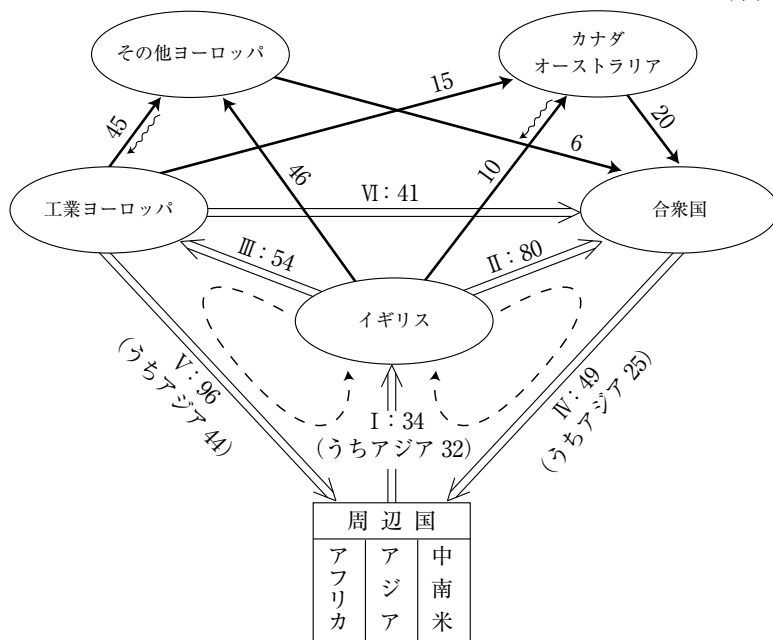 その他ヨーロッパ
カナダ
オーストラリア
15
45
20
6
46
10
工業ヨーロッパ
Ⅵ：41
合衆国
Ⅲ：54
Ⅱ：80
イギリス
Ⅴ：96
（うちアジア 44）
Ⅰ：34
（うちアジア 32）
Ⅳ：49
（うちアジア 25）
周辺国
アフリカ
アジア
中南米